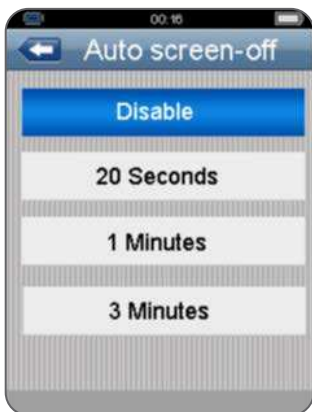 00:16
Auto screen-off
Disable
20 Seconds
1 Minutes
3 Minutes